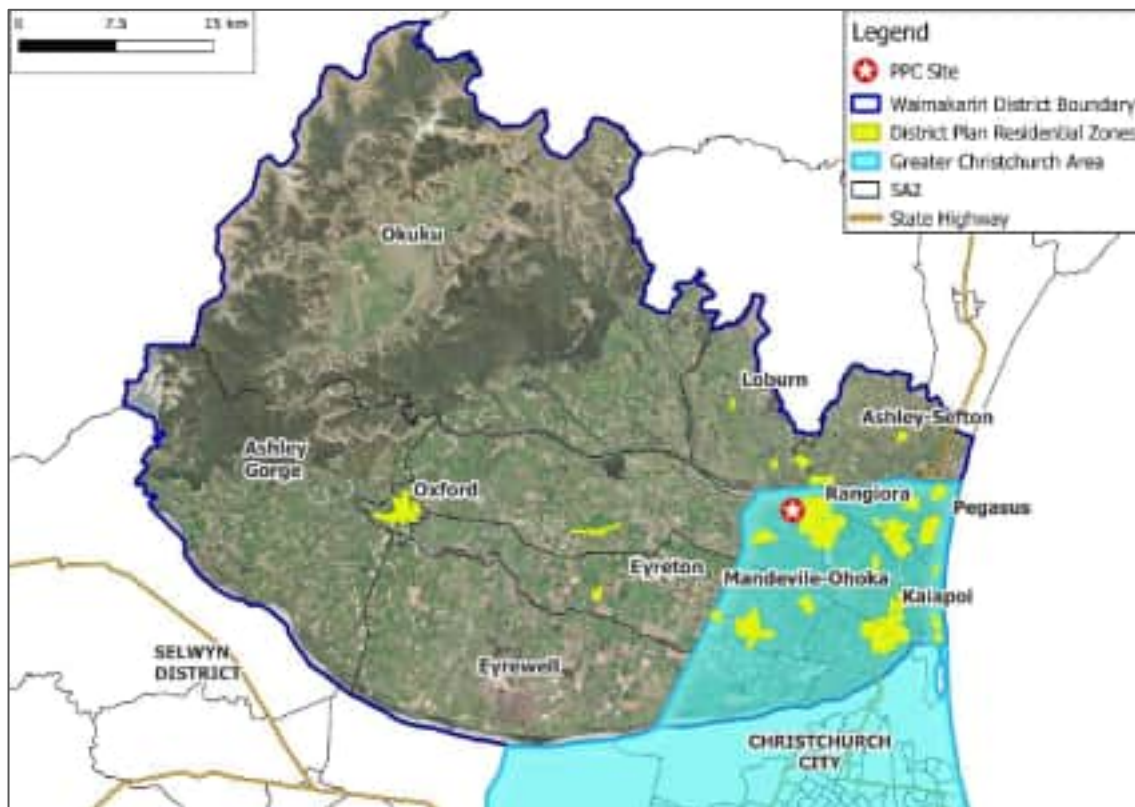 0 7.5 15 km
Legend
PPC Site
Waimakariri District Boundary
District Plan Residential Zones
Greater Christchurch Area
SA2
State Highway
Okuku
Loburn
Ashley-Sefton
Ashley
Gorge
Oxford
Rangiora
Pegasus
Eyreton
Mandevile-Ohoka
Kaiapoi
SELWYN
DISTRICT
Eyrewell
CHRISTCHURCH
CITY